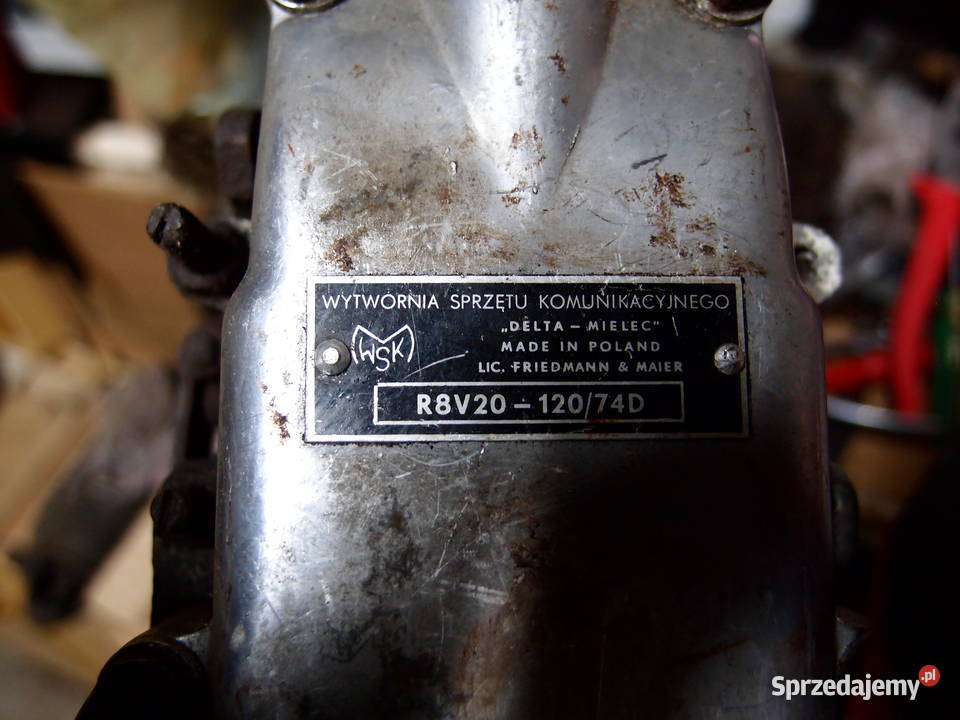 WYTWÓRNIA SPRZĘTU KOMUNIKACYJNEGO
„DELTA – MIELEC"
MADE IN POLAND
WSK
LIC. FRIEDMANN & MAIER
R8V20 – 120/74D
Sprzedajemy.pl